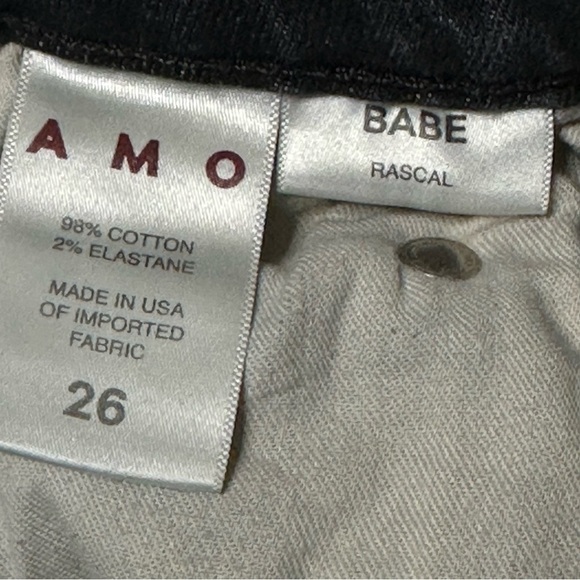 AMO
98% COTTON
2% ELASTANE
MADE IN USA
OF IMPORTED
FABRIC
26
BABE
RASCAL